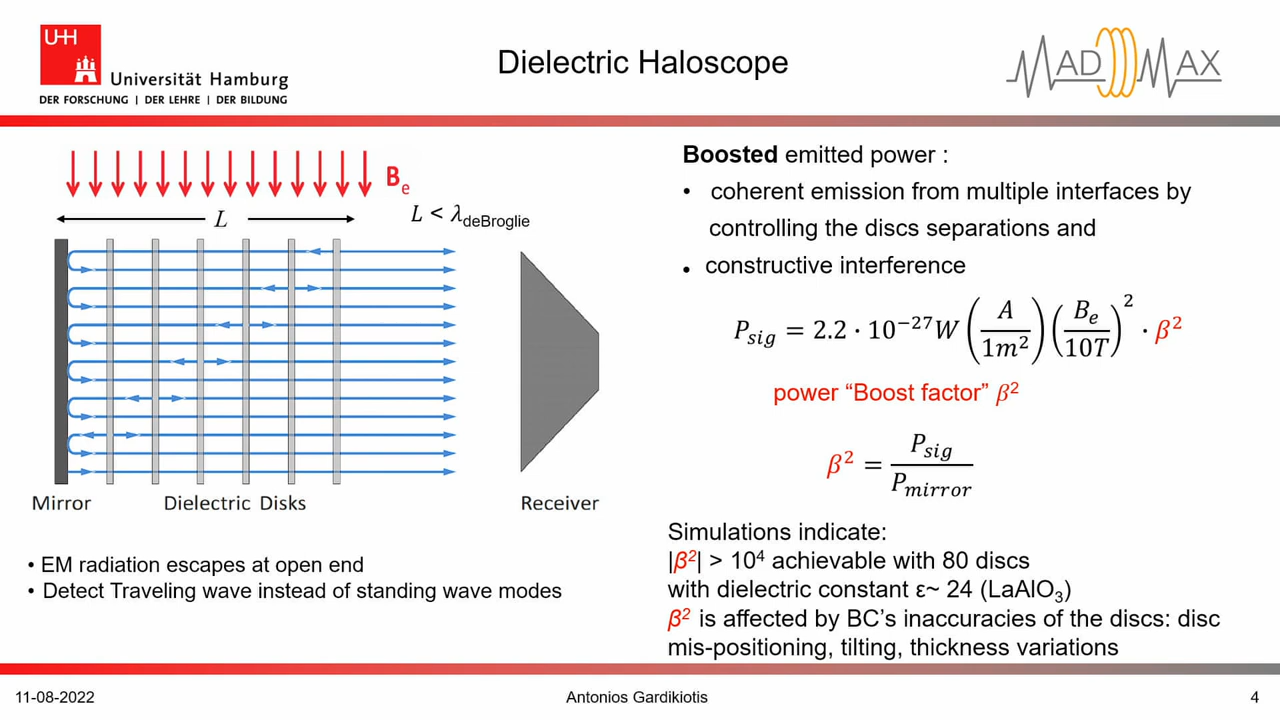 UHH
Universität Hamburg
DER FORSCHUNG | DER LEHRE | DER BILDUNG
Dielectric Haloscope
MADMAX
Be
L
L < λdeBroglie
Mirror
Dielectric Disks
Receiver
• EM radiation escapes at open end
• Detect Traveling wave instead of standing wave modes
Boosted emitted power :
• coherent emission from multiple interfaces by
controlling the discs separations and
• constructive interference
P_sig = 2.2 · 10⁻²⁷ W (A / 1m²) (B_e / 10T)² · β²
power “Boost factor” β²
β² = P_sig / P_mirror
Simulations indicate:
|β²| > 10⁴ achievable with 80 discs
with dielectric constant ε~ 24 (LaAlO₃)
β² is affected by BC’s inaccuracies of the discs: disc
mis-positioning, tilting, thickness variations
11-08-2022
Antonios Gardikiotis
4